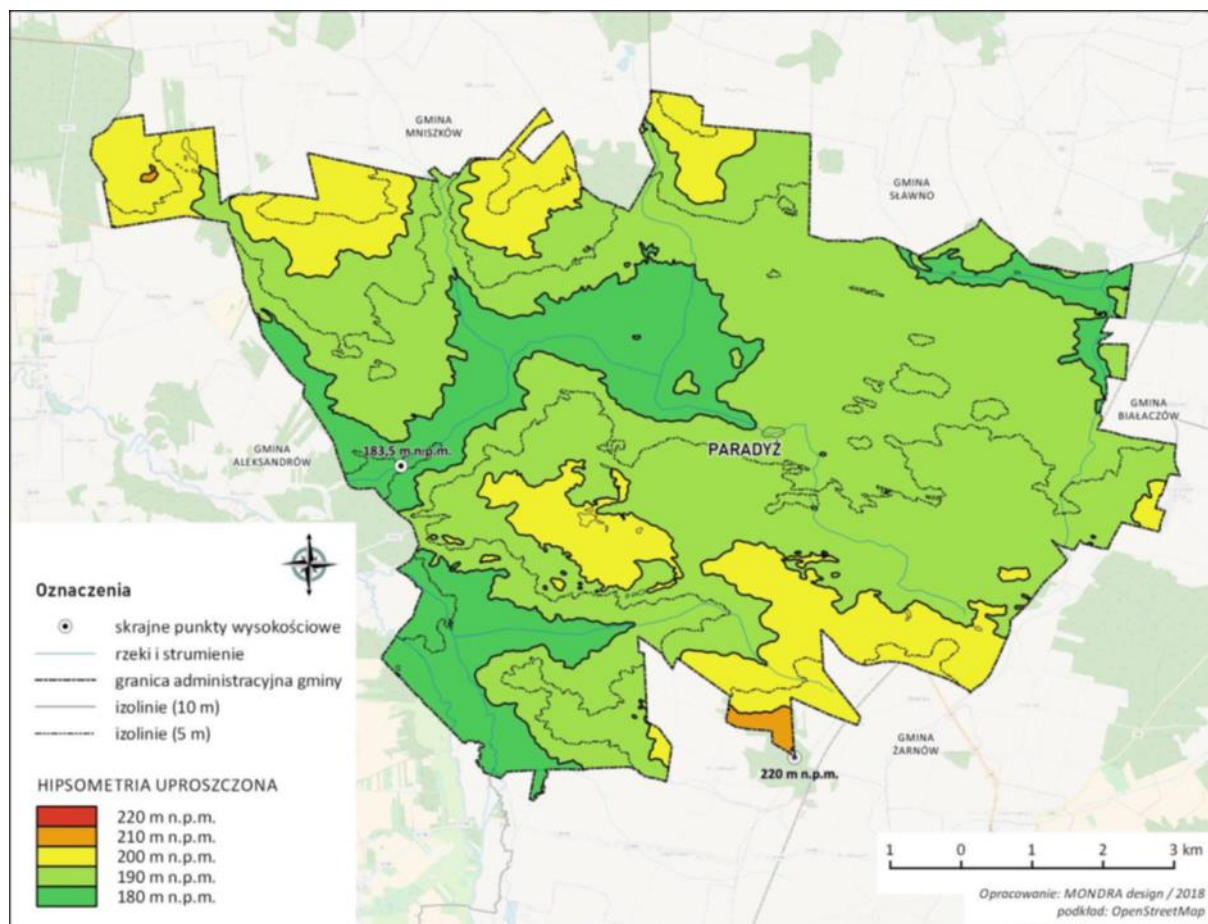 GMINA
MNISZKÓW
GMINA
SŁAWNO
GMINA
BIAŁACZÓW
PARADYŻ
GMINA
ALEKSANDRÓW
183,5 m n.p.m.
GMINA
ŻARNÓW
220 m n.p.m.
Oznaczenia
skrajne punkty wysokościowe
rzeki i strumienie
granica administracyjna gminy
izolinie (10 m)
izolinie (5 m)
HIPSOMETRIA UPROSZCZONA
220 m n.p.m.
210 m n.p.m.
200 m n.p.m.
190 m n.p.m.
180 m n.p.m.
1 0 1 2 3 km
Opracowanie: MONDRA design / 2018
podkład: OpenStreetMap